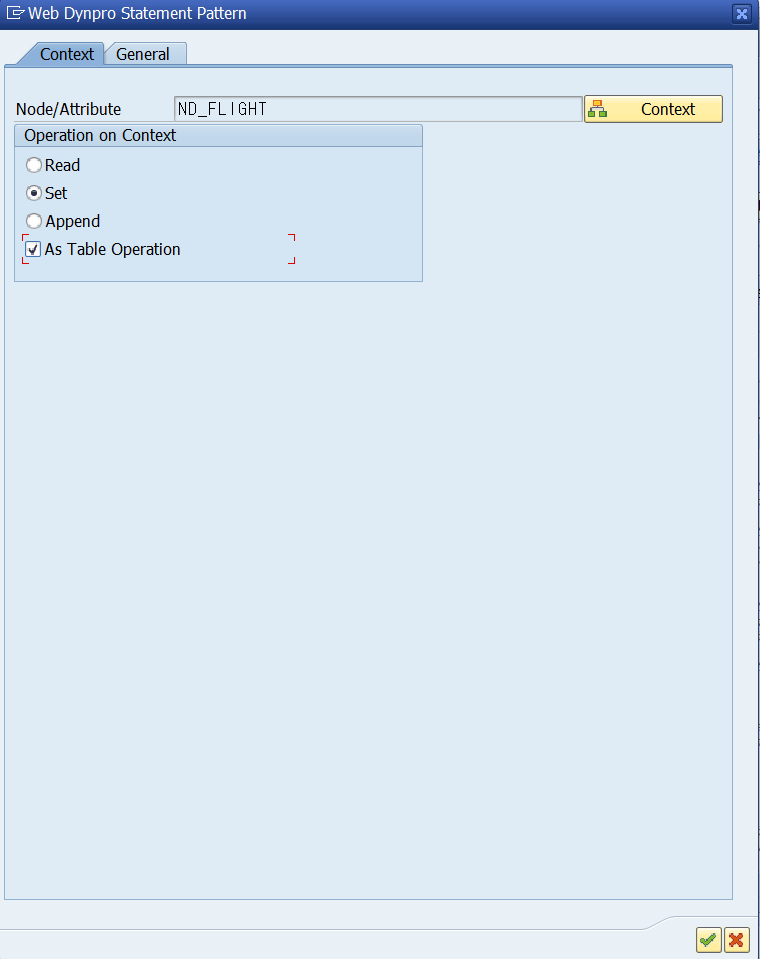 Web Dynpro Statement Pattern
Context General
Node/Attribute ND_FLIGHT Context
Operation on Context
Read
Set
Append
As Table Operation